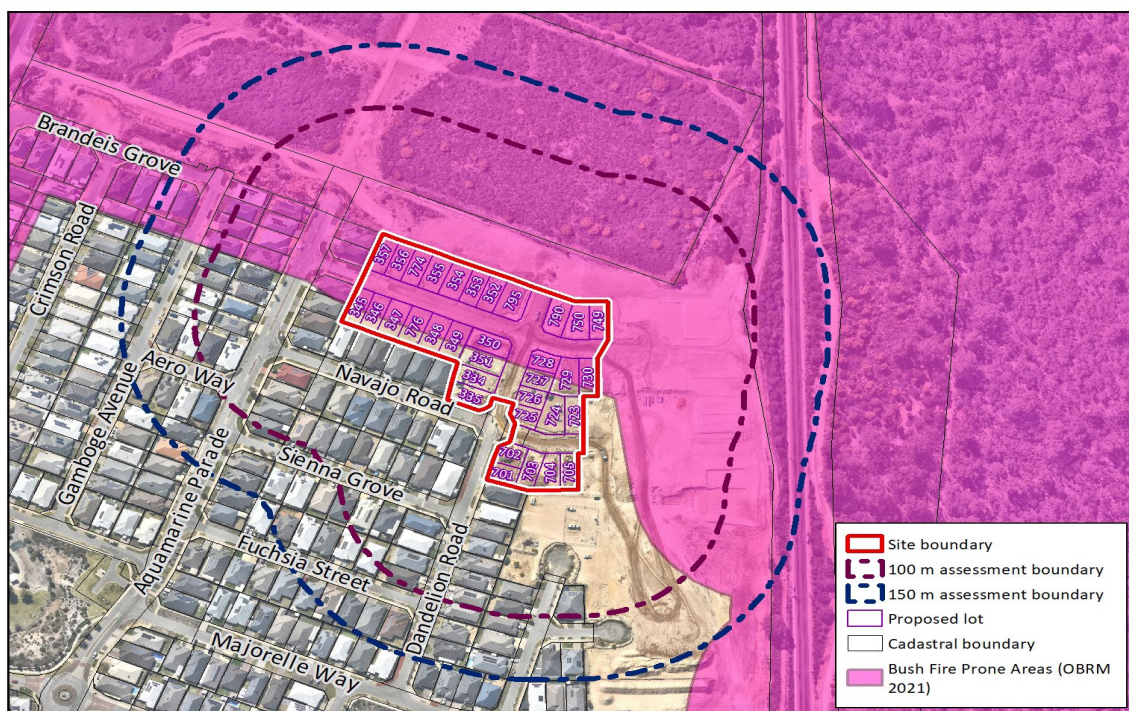 Brandeis Grove
Crimson Road
Gamboge Avenue
Aero Way
Aquamarine Parade
Navajo Road
Sienna Grove
Fuchsia Street
Dandelion Road
Majorelle Way
357
356
774
355
354
353
352
795
790
750
749
345
346
347
776
348
349
350
351
334
335
728
727
729
730
726
725
724
723
702
701
703
704
705
Site boundary
100 m assessment boundary
150 m assessment boundary
Proposed lot
Cadastral boundary
Bush Fire Prone Areas (OBRM
2021)